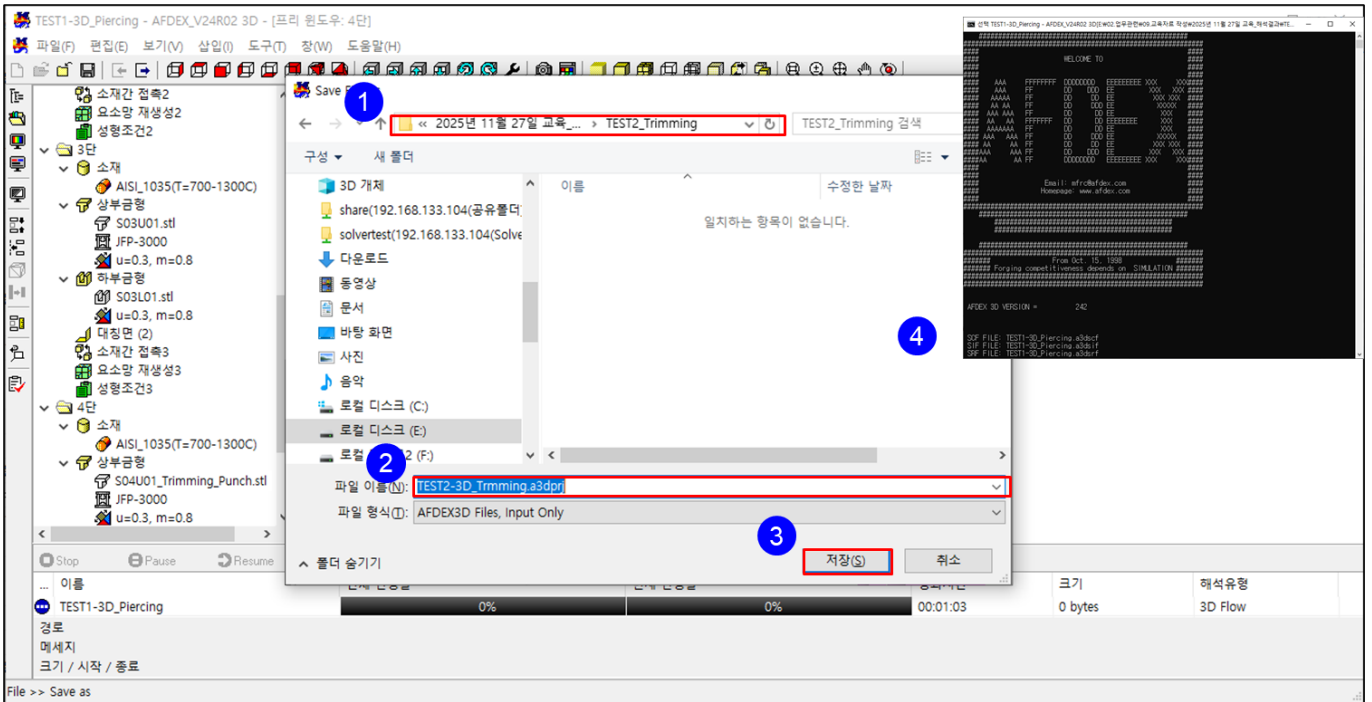 TEST1-3D_Piercing - AFDEX_V24R02 3D - [프리 윈도우: 4단]
파일(F) 편집(E) 보기(V) 삽입(I) 도구(T) 창(W) 도움말(H)
소재간 접촉2
요소망 재생성2
성형조건2
3단
소재
AISI_1035(T=700-1300C)
상부금형
S03U01.stl
JFP-3000
u=0.3, m=0.8
하부금형
S03L01.stl
u=0.3, m=0.8
대칭면 (2)
소재간 접촉3
요소망 재생성3
성형조건3
4단
소재
AISI_1035(T=700-1300C)
상부금형
S04U01_Trimming_Punch.stl
JFP-3000
u=0.3, m=0.8
Save
1
« 2025년 11월 27일 교육_... › TEST2_Trimming
TEST2_Trimming 검색
구성 새 폴더
이름 수정한 날짜
일치하는 항목이 없습니다.
3D 개체
share(192.168.133.104(공유폴더
solvertest(192.168.133.104(Solve
다운로드
동영상
문서
바탕 화면
사진
음악
로컬 디스크 (C:)
로컬 디스크 (E:)
로컬 2 (F:)
2
파일 이름(N): TEST2-3D_Trmming.a3dprj
파일 형식(T): AFDEX3D Files, Input Only
3
폴더 숨기기 저장(S) 취소
4
선택 TEST1-3D_Piercing - AFDEX_V24R02 3D
WELCOME TO
Email: mfrc@afdex.com
Homepage: www.afdex.com
From Oct. 15, 1998
Forging competitiveness depends on SIMULATION
AFDEX 3D VERSION = 242
SCF FILE: TEST1-3D_Piercing.a3dscf
SIF FILE: TEST1-3D_Piercing.a3dsif
SRF FILE: TEST1-3D_Piercing.a3dsrf
Stop Pause Resume
... 이름 크기 해석유형
TEST1-3D_Piercing 0% 0% 00:01:03 0 bytes 3D Flow
경로
메세지
크기 / 시작 / 종료
File >> Save as